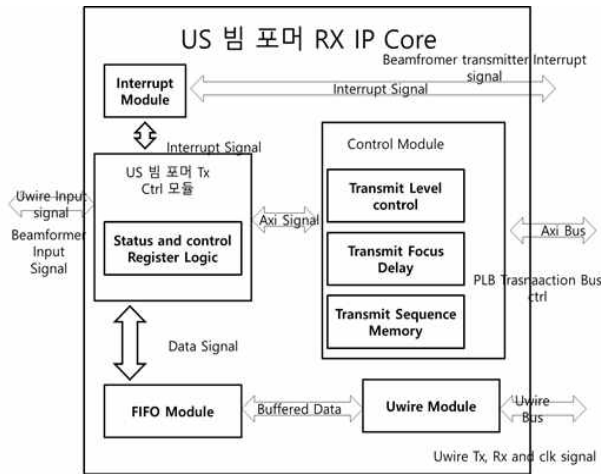 US 빔 포머 RX IP Core
Beamfromer transmitter Interrupt
signal
Interrupt
Module
Interrupt Signal
Interrupt Signal
Control Module
US 빔 포머 Tx
Ctrl 모듈
Transmit Level
control
Uwire Input
signal
Axi Signal
Axi Bus
Beamformer
Input
Signal
Status and control
Register Logic
Transmit Focus
Delay
PLB Trasnaaction Bus
ctrl
Transmit Sequence
Memory
Data Signal
FIFO Module
Buffered Data
Uwire Module
Uwire
Bus
Uwire Tx, Rx and clk signal